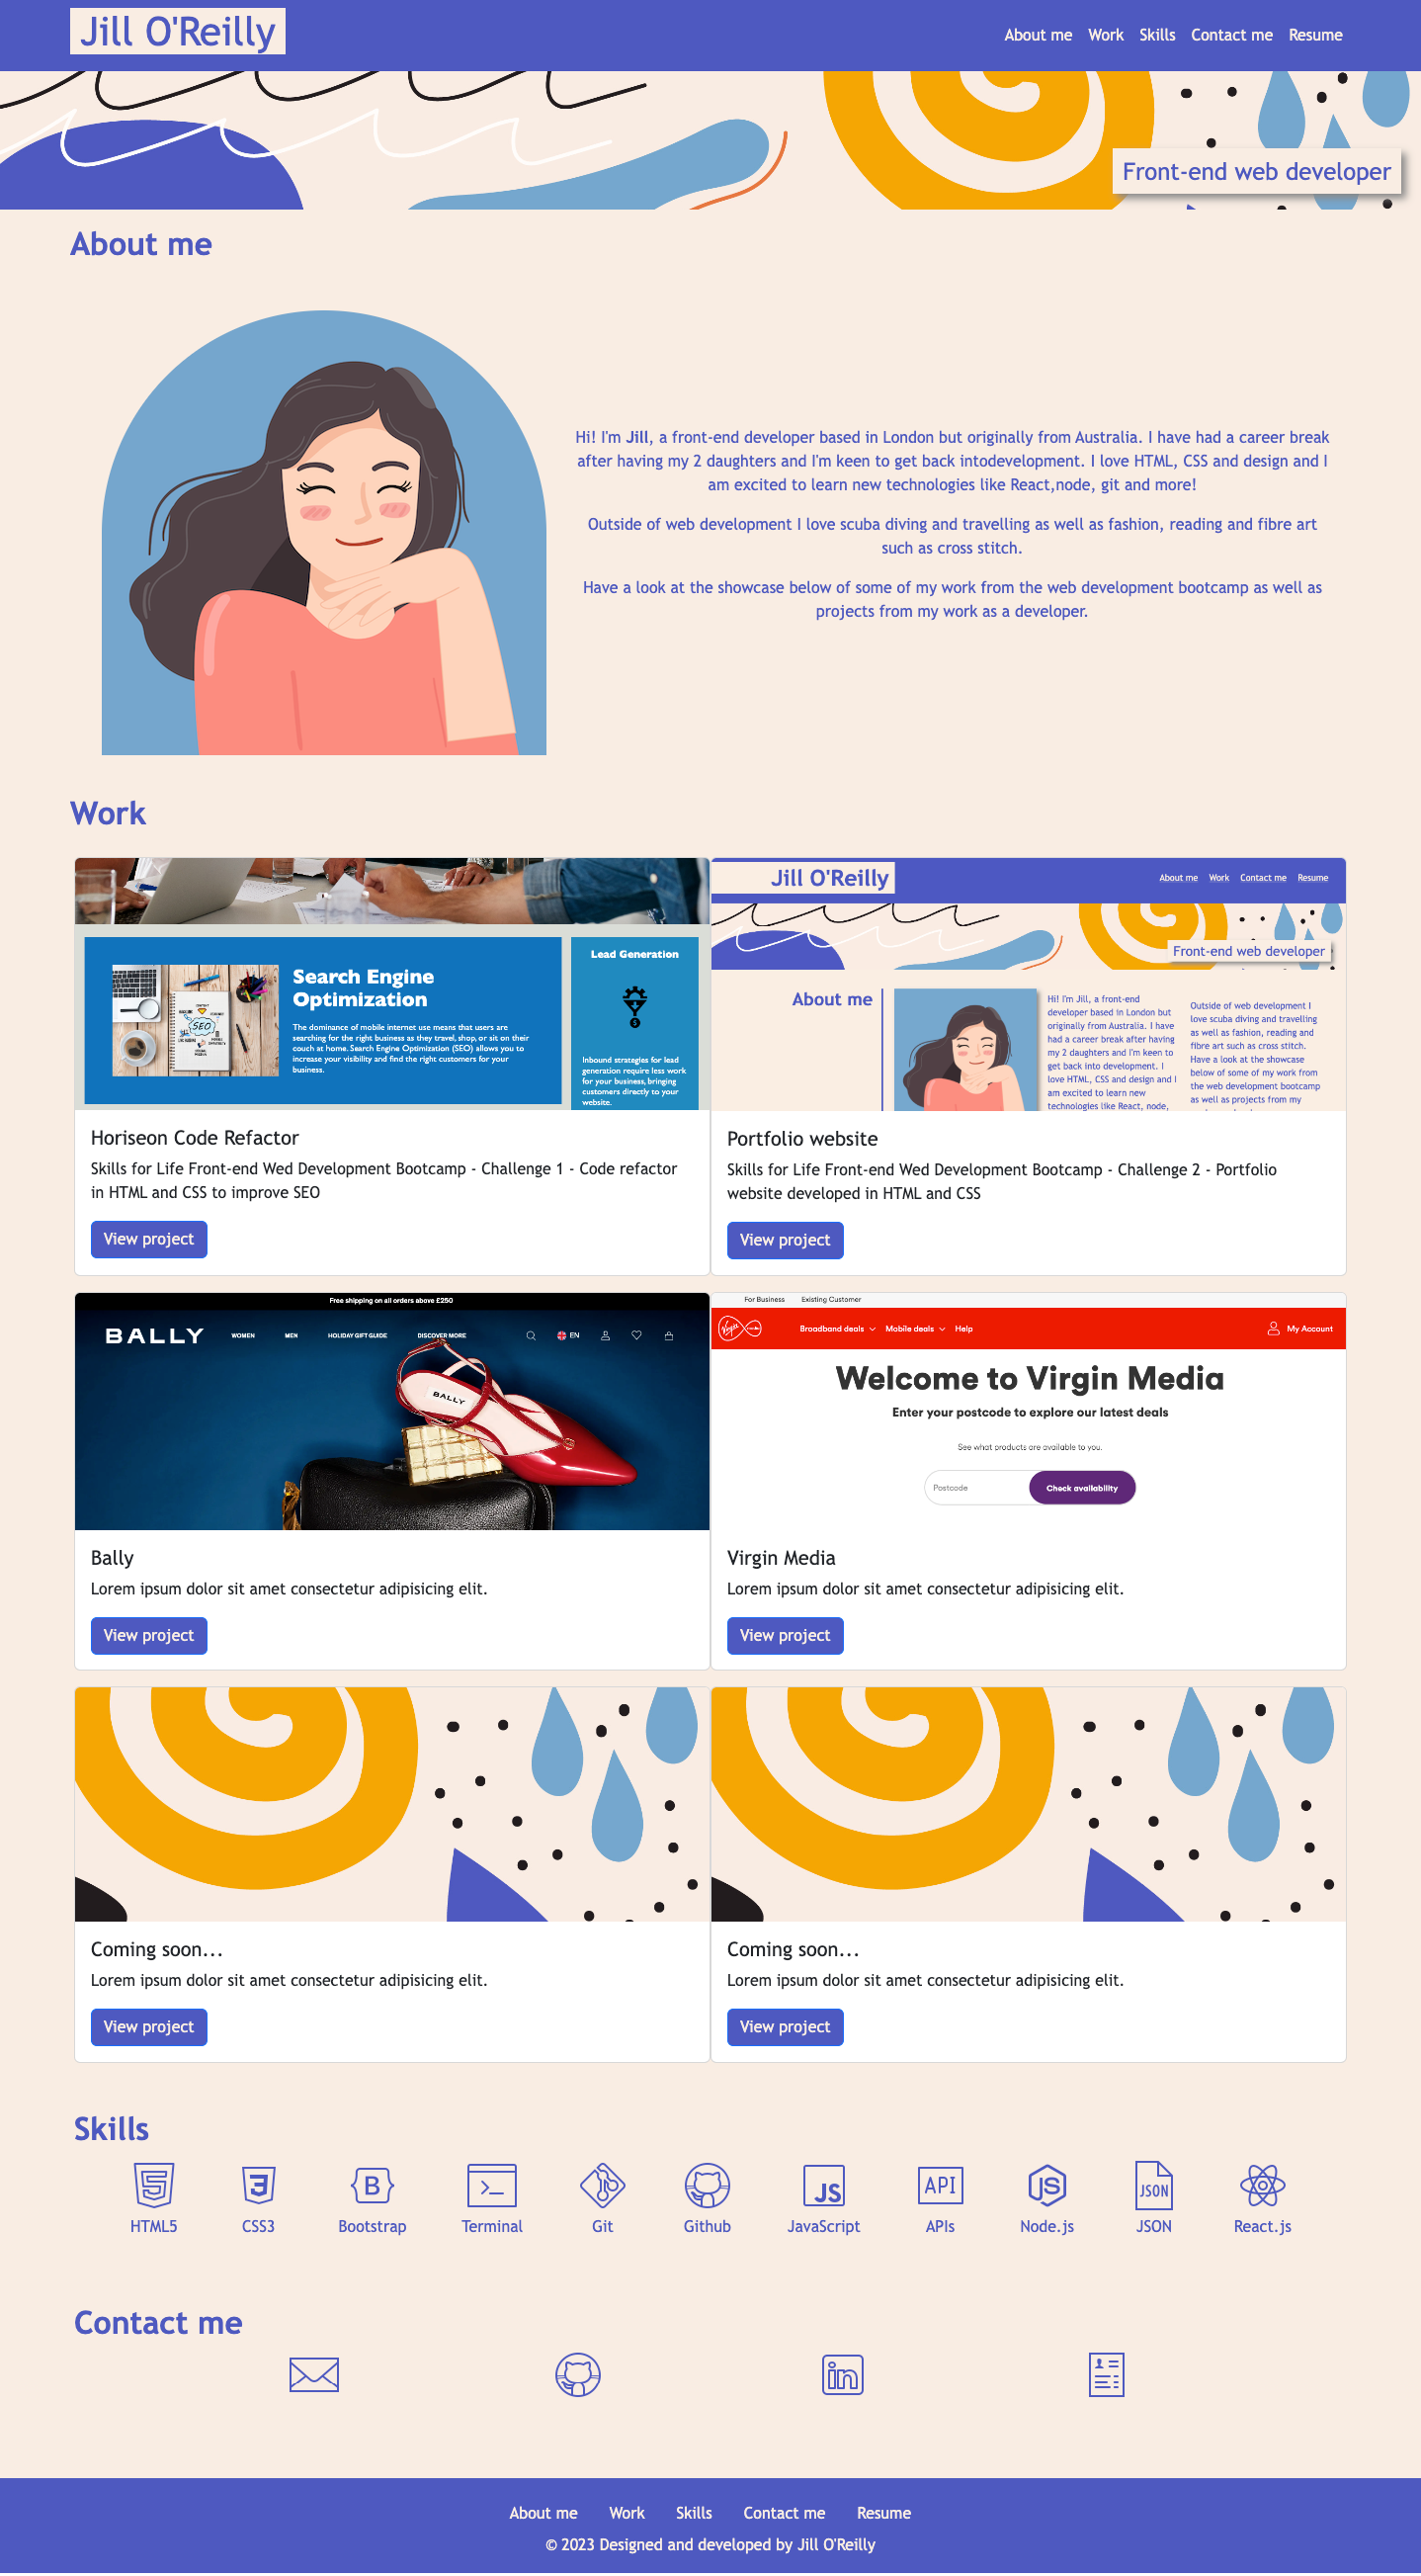 Jill O'Reilly
About me Work Skills Contact me Resume
Front-end web developer
About me
Hi! I'm Jill, a front-end developer based in London but originally from Australia. I have had a career break
after having my 2 daughters and I'm keen to get back intodevelopment. I love HTML, CSS and design and I
am excited to learn new technologies like React,node, git and more!
Outside of web development I love scuba diving and travelling as well as fashion, reading and fibre art
such as cross stitch.
Have a look at the showcase below of some of my work from the web development bootcamp as well as
projects from my work as a developer.
Work
SEO
Search Engine
Optimization
The dominance of mobile internet use means that users are
searching for the right business as they travel, shop, or sit on their
couch at home. Search Engine Optimization (SEO) allows you to
increase your visibility and find the right customers for your
business.
Lead Generation
Inbound strategies for lead
generation require less work
for your business, bringing
customers directly to your
website.
Horiseon Code Refactor
Skills for Life Front-end Wed Development Bootcamp - Challenge 1 - Code refactor
in HTML and CSS to improve SEO
View project
Jill O'Reilly
About me Work Contact me Resume
Front-end web developer
About me
Hi! I'm Jill, a front-end
developer based in London but
originally from Australia. I have
had a career break after having
my 2 daughters and I'm keen to
get back into development. I
love HTML, CSS and design and I
am excited to learn new
technologies like React, node,
Outside of web development I
love scuba diving and travelling
as well as fashion, reading and
fibre art such as cross stitch.
Have a look at the showcase
below of some of my work from
the web development bootcamp
as well as projects from my
Portfolio website
Skills for Life Front-end Wed Development Bootcamp - Challenge 2 - Portfolio
website developed in HTML and CSS
View project
Free shipping on all orders above £250
BALLY WOMEN MEN HOLIDAY GIFT GUIDE DISCOVER MORE EN
BALLY
Bally
Lorem ipsum dolor sit amet consectetur adipisicing elit.
View project
For Business Existing Customer
Virgin media Broadband deals Mobile deals Help My Account
Welcome to Virgin Media
Enter your postcode to explore our latest deals
See what products are available to you.
Postcode Check availability
Virgin Media
Lorem ipsum dolor sit amet consectetur adipisicing elit.
View project
Coming soon...
Lorem ipsum dolor sit amet consectetur adipisicing elit.
View project
Coming soon...
Lorem ipsum dolor sit amet consectetur adipisicing elit.
View project
Skills
5 3 B JS API JS JSON
HTML5 CSS3 Bootstrap Terminal Git Github JavaScript APIs Node.js JSON React.js
Contact me
in
About me Work Skills Contact me Resume
© 2023 Designed and developed by Jill O'Reilly